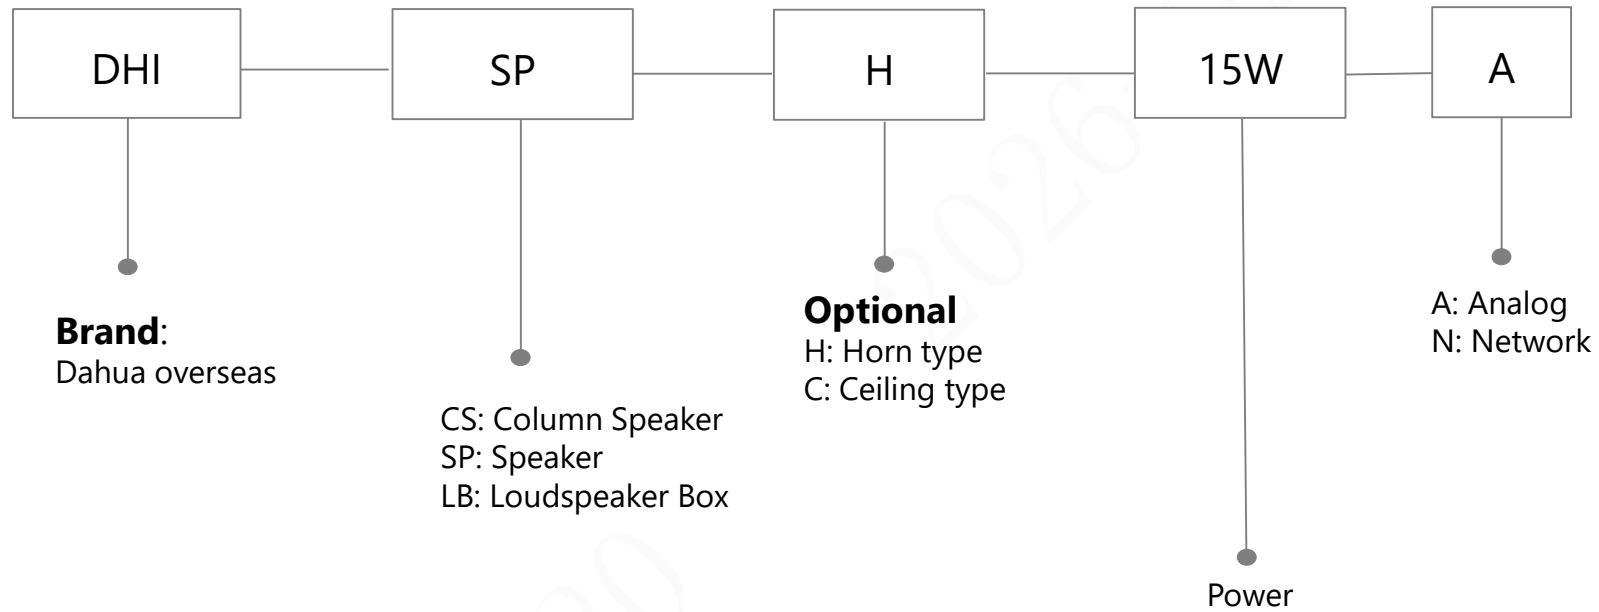 DHI
SP
H
15W
A
Brand:
Dahua overseas
CS: Column Speaker
SP: Speaker
LB: Loudspeaker Box
Optional
H: Horn type
C: Ceiling type
Power
A: Analog
N: Network